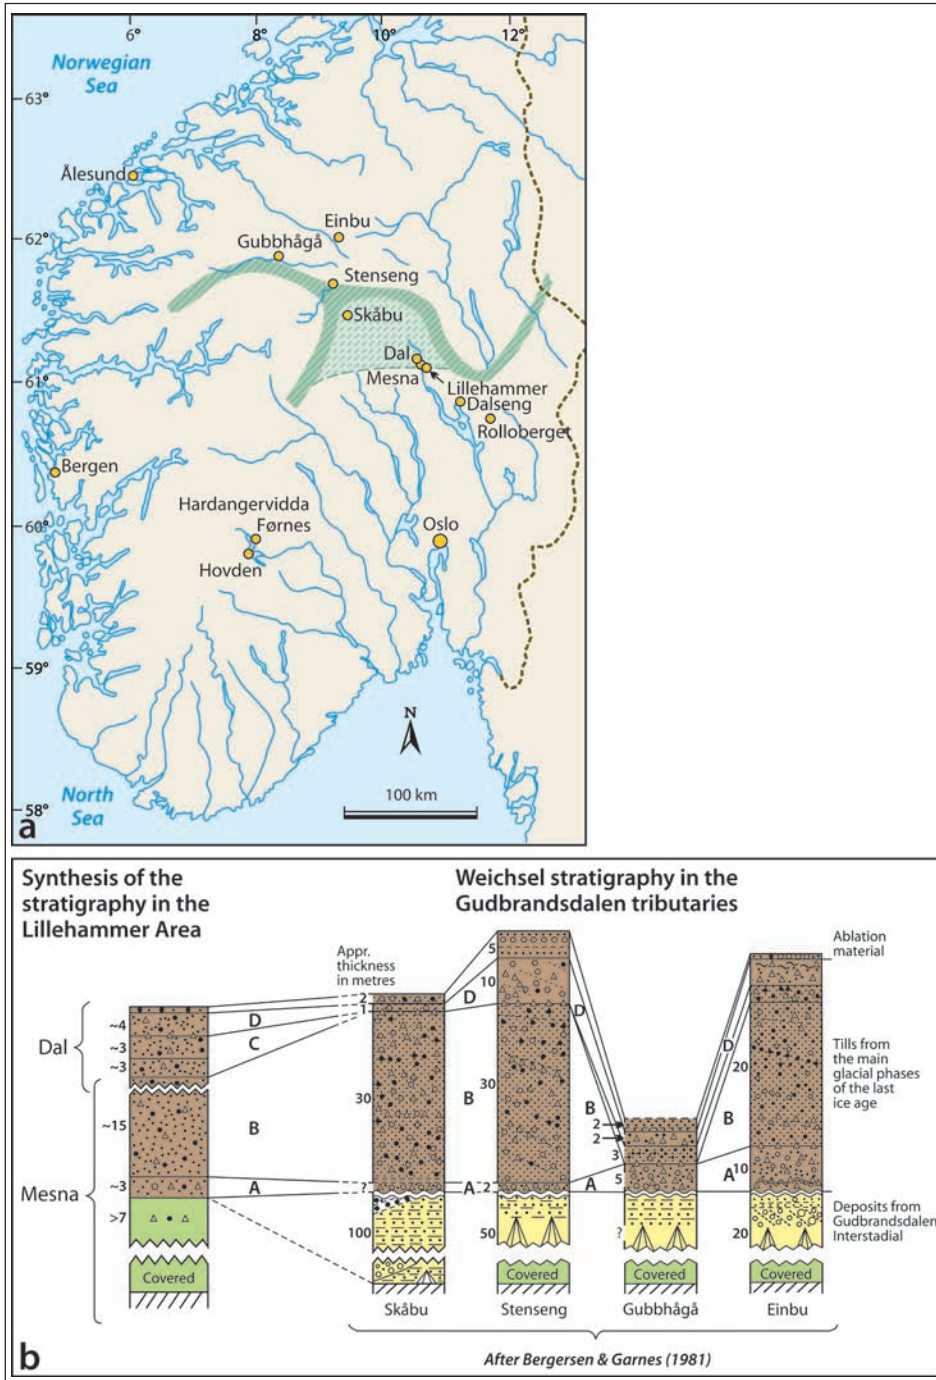 6°
8°
10°
12°
Norwegian
Sea
63°
Ålesund
Einbu
62°
Gubbhågå
Stenseng
Skåbu
Dal
61°
Mesna
Lillehammer
Dalseng
Rolloberget
Bergen
Hardangervidda
Førnes
60°
Oslo
Hovden
59°
N
North
Sea
100 km
58°
a
Synthesis of the
stratigraphy in the
Lillehammer Area
Weichsel stratigraphy in the
Gudbrandsdalen tributaries
Appr.
thickness
in metres
Ablation
material
5
10
2
1
D
D
D
D
~4
C
Dal
~3
~3
Tills from
the main
glacial phases
of the last
ice age
20
30
30
B
B
B
B
~15
2
2
3
5
10
A
A
A
A
~3
?
2
Mesna
>7
100
50
?
20
Deposits from
Gudbrandsdalen
Interstadial
Covered
Covered
Covered
Covered
Skåbu
Stenseng
Gubbhågå
Einbu
After Bergersen & Garnes (1981)
b